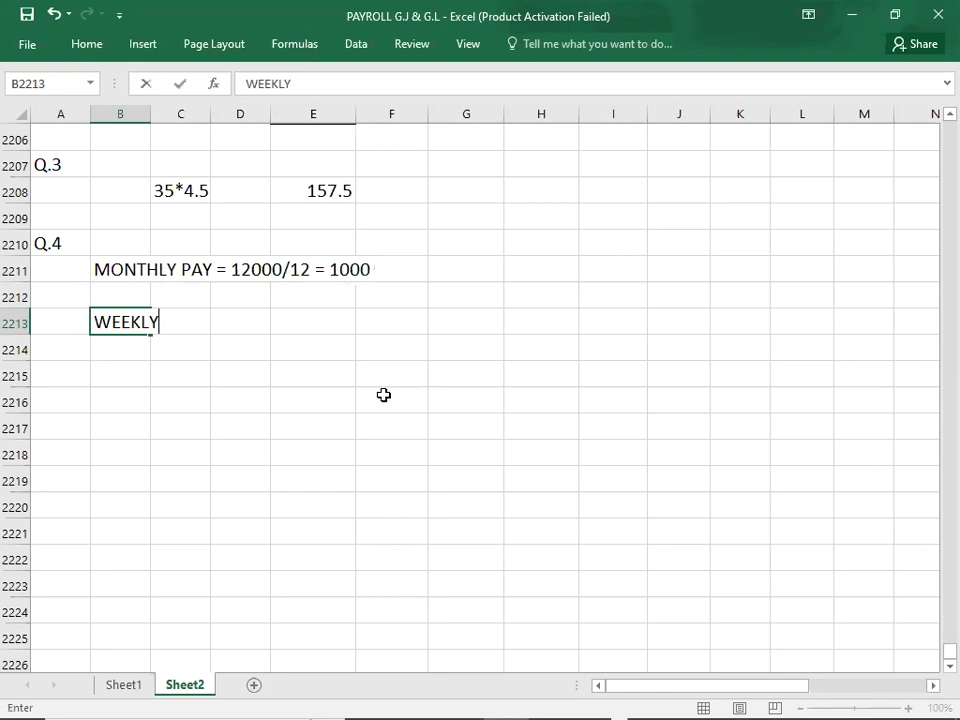 PAYROLL G.J & G.L - Excel (Product Activation Failed)
File Home Insert Page Layout Formulas Data Review View Tell me what you want to do... Share
B2213 fx WEEKLY
A B C D E F G H I J K L M N
2206
2207 Q.3
2208 35*4.5 157.5
2209
2210 Q.4
2211 MONTHLY PAY = 12000/12 = 1000
2212
2213 WEEKLY
2214
2215
2216
2217
2218
2219
2220
2221
2222
2223
2224
2225
2226
Sheet1 Sheet2
Enter 100%